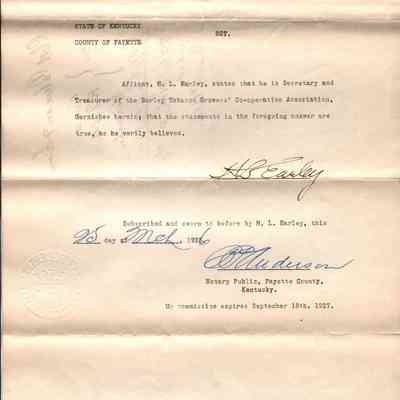 STATE OF KENTUCKY
SCT.
COUNTY OF FAYETTE
Affiant, H. L. Earley, states that he is Secretary and
Treasurer of the Burley Tobacco Growers' Co-operative Association,
Garnishee herein; that the statements in the foregoing answer are
true, as he verily believes.
H L Earley
Subscribed and sworn to before by H. L. Earley, this
25 day of Mch., 1926
Anderson
Notary Public, Fayette County,
Kentucky.
My commission expires September 18th, 1927.